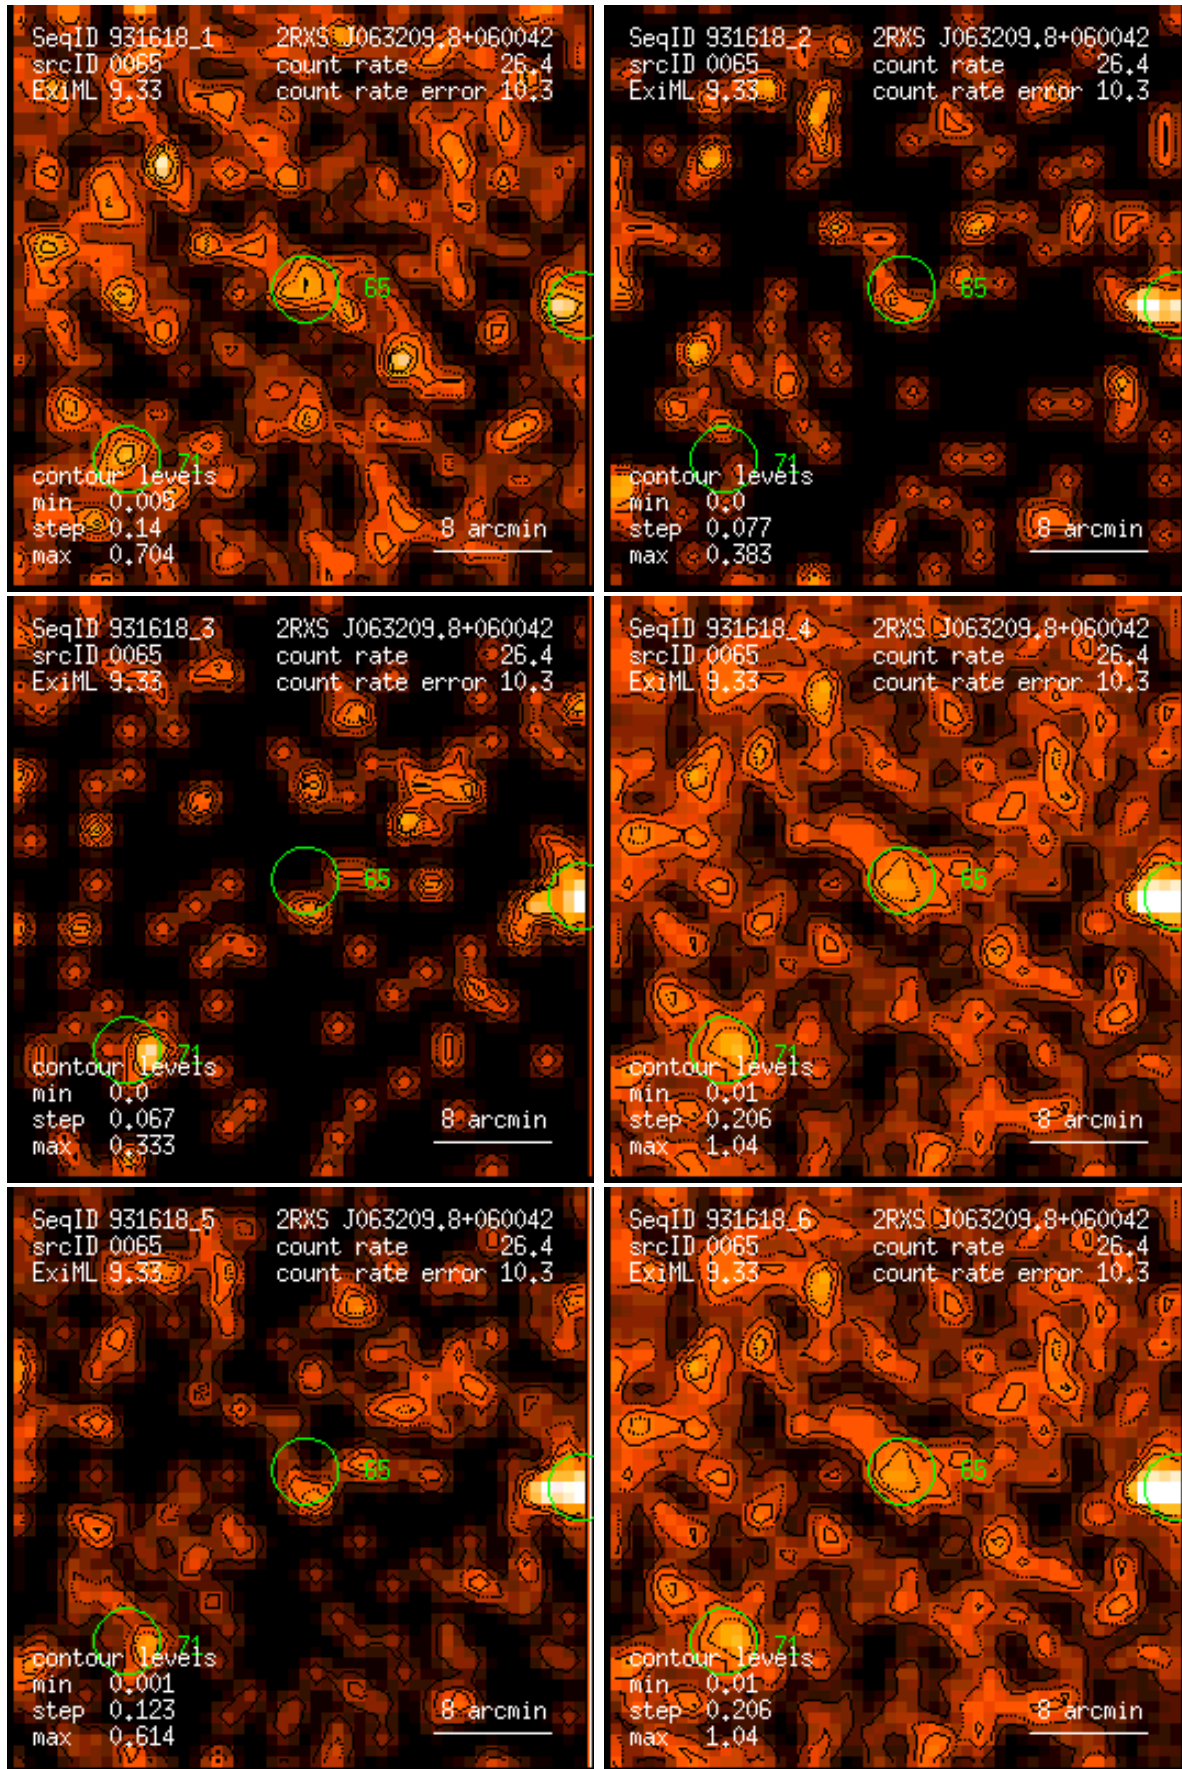 SeqID 931618_1 2RXS J063209.8+060042
srcID 0065 count rate 26.4
ExiML 9.33 count rate error 10.3
65
71
contour levels
min 0.005
step 0.14 8 arcmin
max 0.704
SeqID 931618_2 2RXS J063209.8+060042
srcID 0065 count rate 26.4
ExiML 9.33 count rate error 10.3
65
71
contour levels
min 0.0
step 0.077 8 arcmin
max 0.383
SeqID 931618_3 2RXS J063209.8+060042
srcID 0065 count rate 26.4
ExiML 9.33 count rate error 10.3
65
71
contour levels
min 0.0
step 0.067 8 arcmin
max 0.333
SeqID 931618_4 2RXS J063209.8+060042
srcID 0065 count rate 26.4
ExiML 9.33 count rate error 10.3
65
71
contour levels
min 0.01
step 0.206 8 arcmin
max 1.04
SeqID 931618_5 2RXS J063209.8+060042
srcID 0065 count rate 26.4
ExiML 9.33 count rate error 10.3
65
71
contour levels
min 0.001
step 0.123 8 arcmin
max 0.614
SeqID 931618_6 2RXS J063209.8+060042
srcID 0065 count rate 26.4
ExiML 9.33 count rate error 10.3
65
71
contour levels
min 0.01
step 0.206 8 arcmin
max 1.04